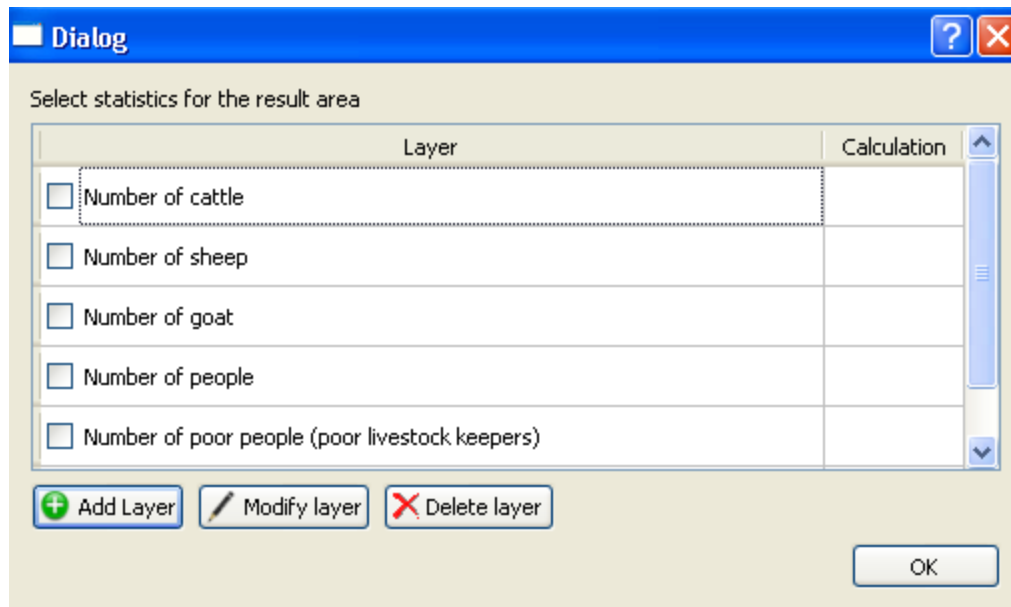 Dialog
?
Select statistics for the result area
Layer Calculation
Number of cattle
Number of sheep
Number of goat
Number of people
Number of poor people (poor livestock keepers)
Add Layer Modify layer Delete layer
OK